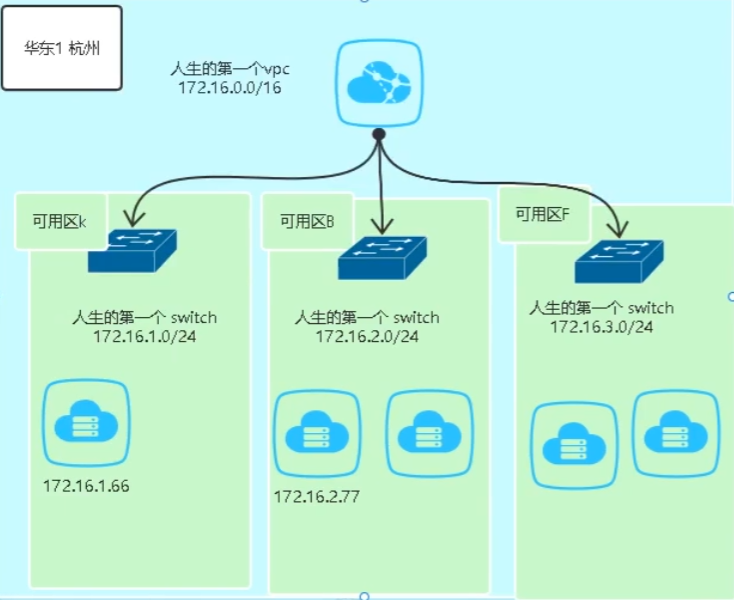 华东1 杭州
人生的第一个vpc
172.16.0.0/16
可用区k
可用区B
可用区F
人生的第一个 switch
172.16.1.0/24
人生的第一个 switch
172.16.2.0/24
人生的第一个 switch
172.16.3.0/24
172.16.1.66
172.16.2.77